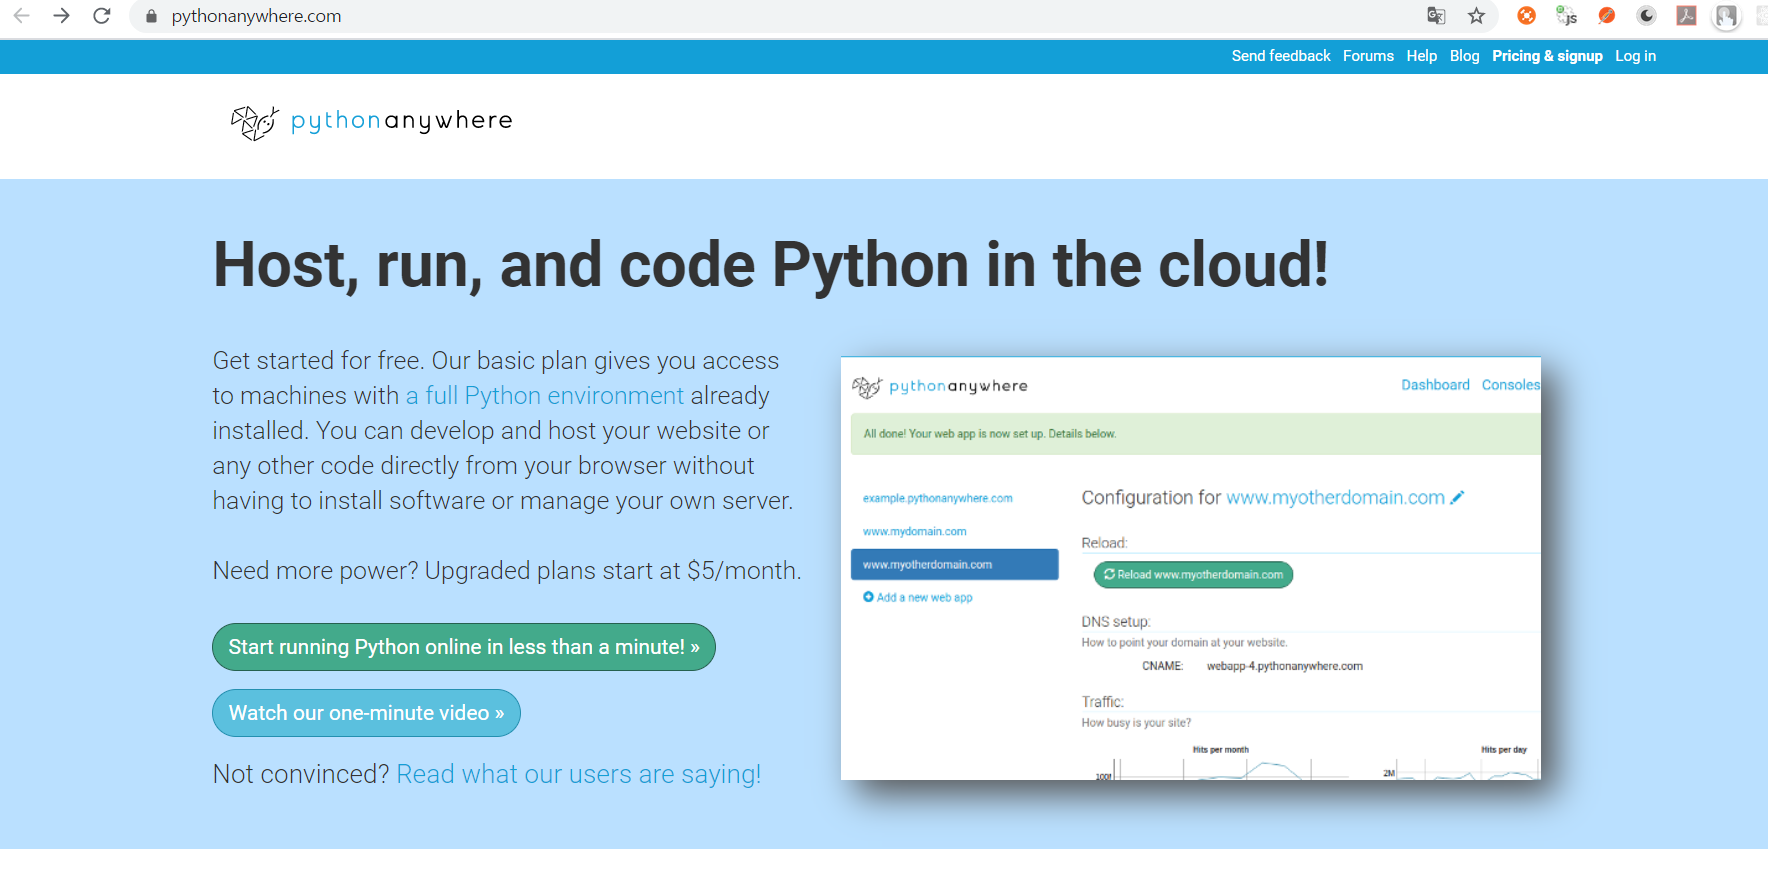 pythonanywhere.com
Send feedback Forums Help Blog Pricing & signup Log in
pythonanywhere
Host, run, and code Python in the cloud!
Get started for free. Our basic plan gives you access
to machines with a full Python environment already
installed. You can develop and host your website or
any other code directly from your browser without
having to install software or manage your own server.
Need more power? Upgraded plans start at $5/month.
Start running Python online in less than a minute! »
Watch our one-minute video »
Not convinced? Read what our users are saying!
pythonanywhere
Dashboard Consoles
All done! Your web app is now set up. Details below.
example.pythonanywhere.com
www.mydomain.com
www.myotherdomain.com
Add a new web app
Configuration for www.myotherdomain.com
Reload:
Reload www.myotherdomain.com
DNS setup:
How to point your domain at your website.
CNAME: webapp-4.pythonanywhere.com
Traffic:
How busy is your site?
Hits per month
Hits per day
2M